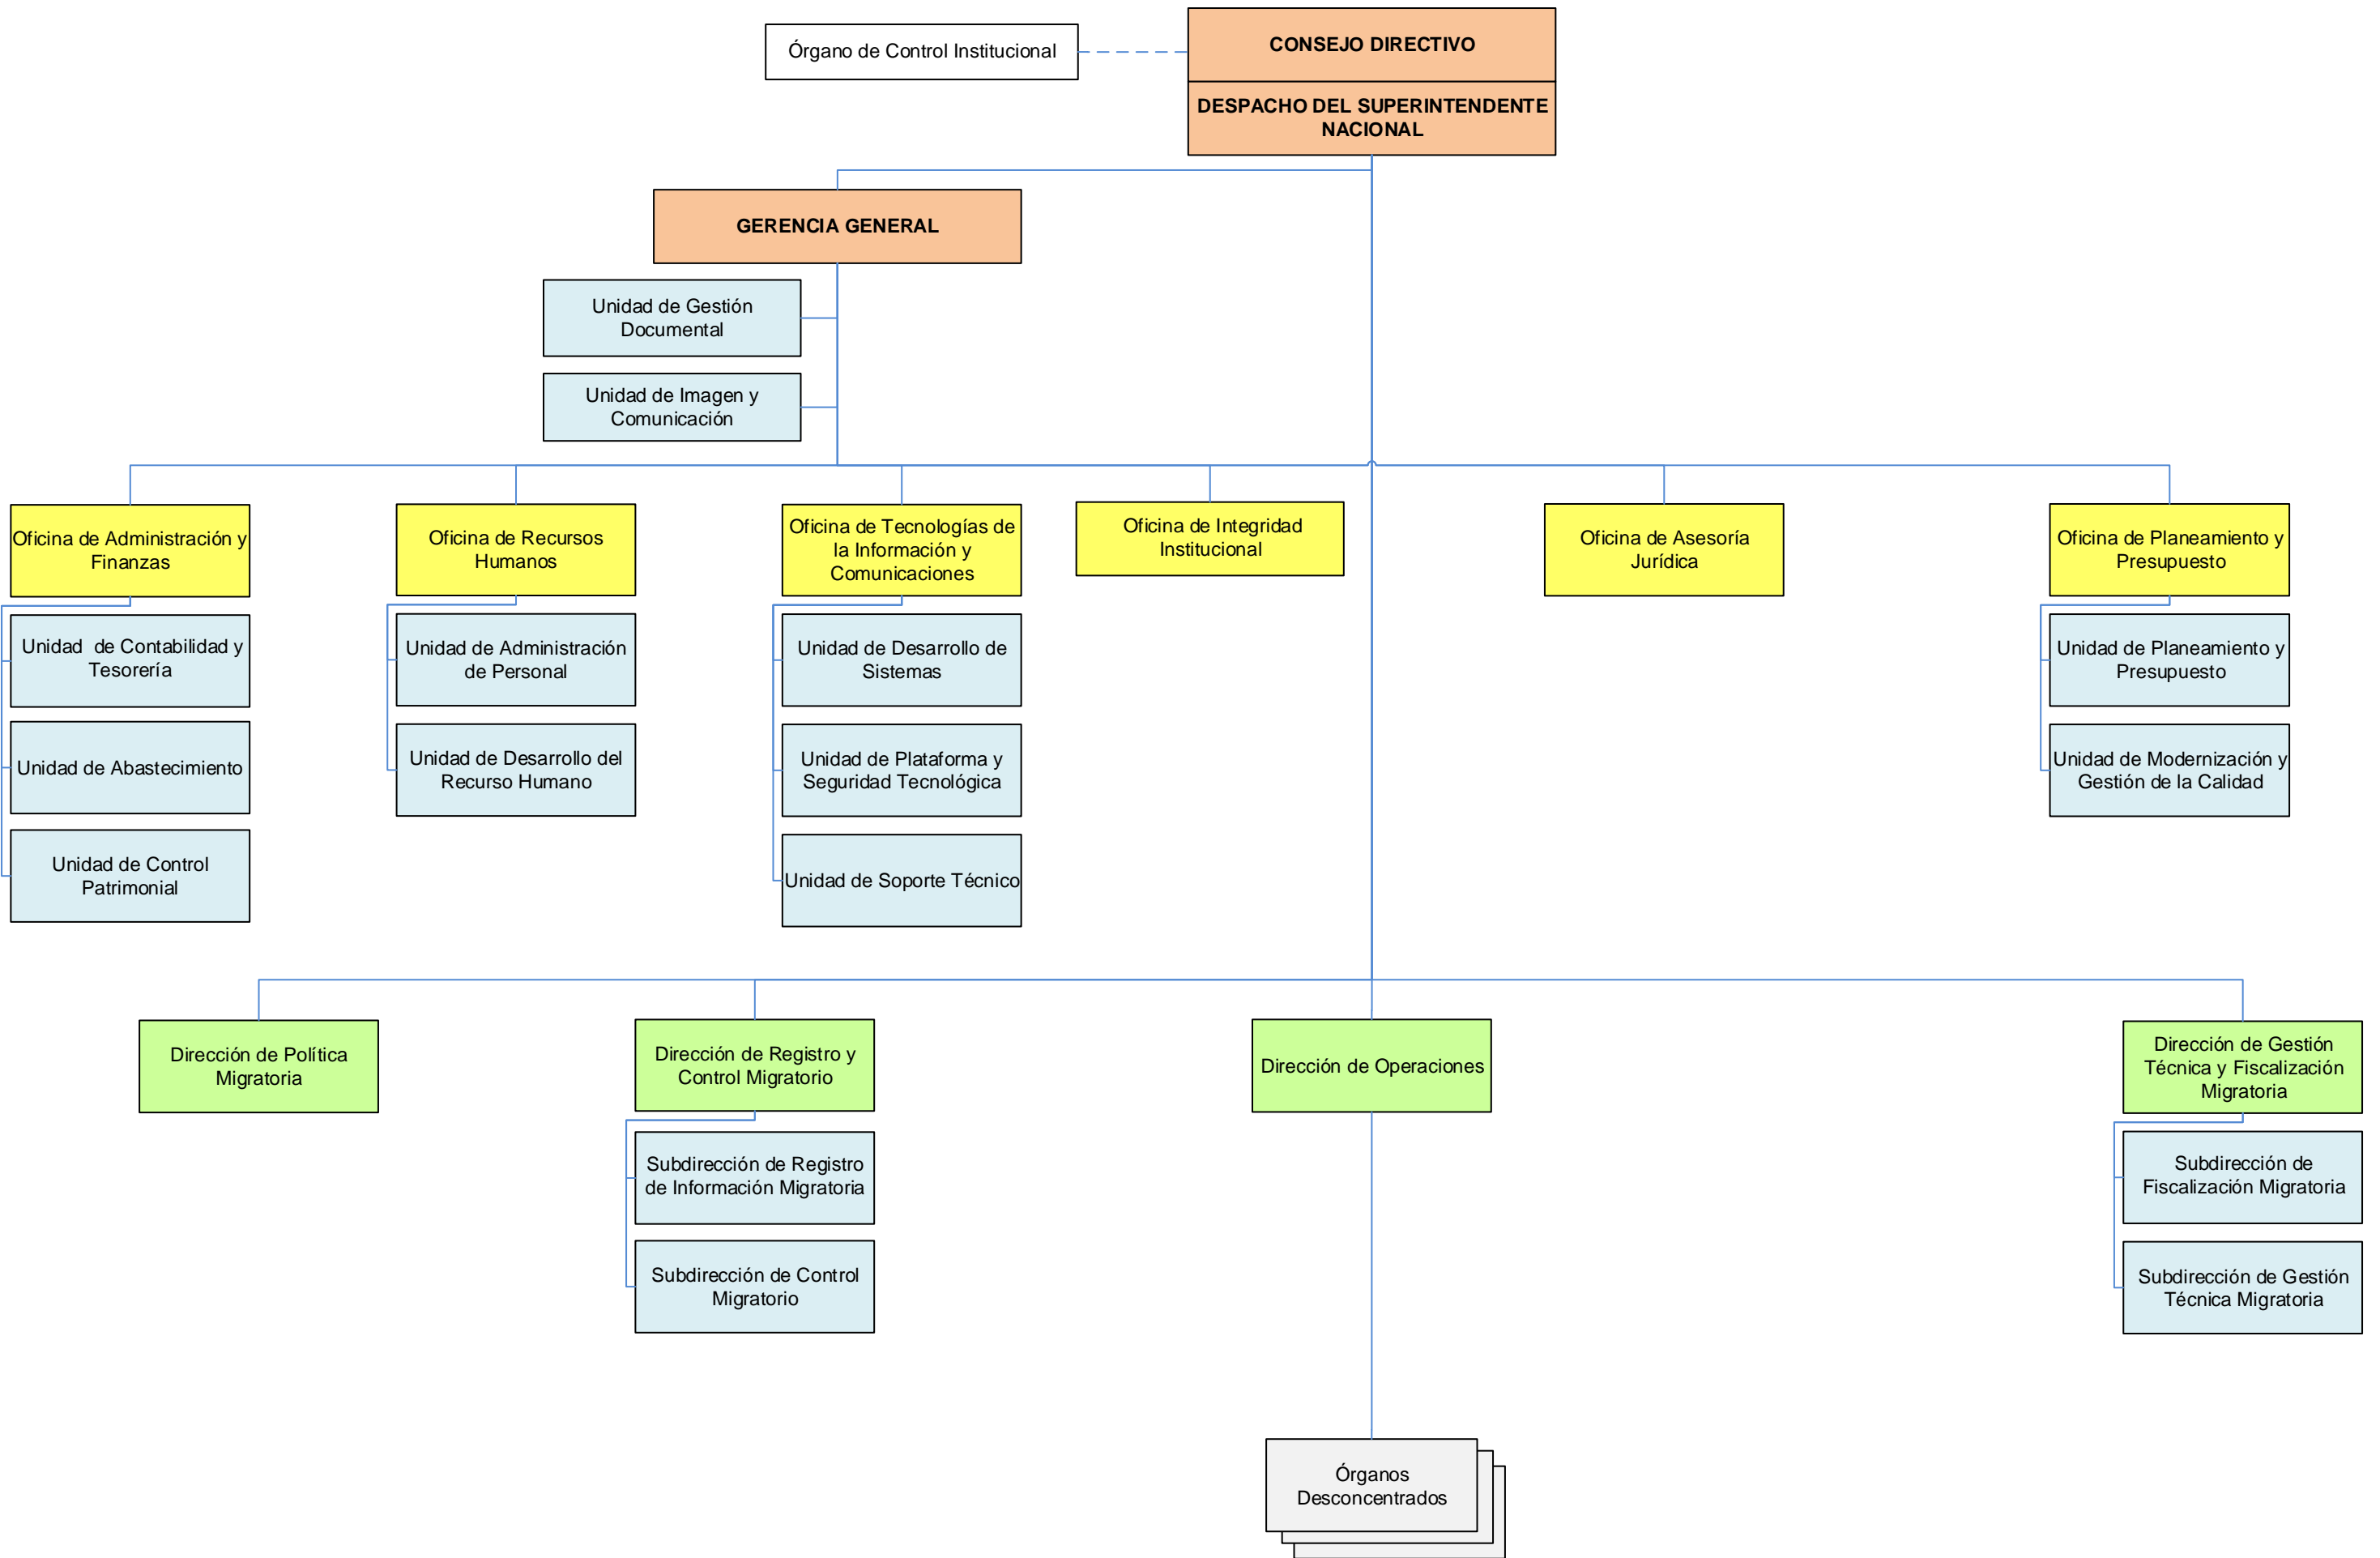 Órgano de Control Institucional
CONSEJO DIRECTIVO
DESPACHO DEL SUPERINTENDENTE
NACIONAL
GERENCIA GENERAL
Unidad de Gestión
Documental
Unidad de Imagen y
Comunicación
Oficina de Administración y
Finanzas
Oficina de Recursos
Humanos
Oficina de Tecnologías de
la Información y
Comunicaciones
Oficina de Integridad
Institucional
Oficina de Asesoría
Jurídica
Oficina de Planeamiento y
Presupuesto
Unidad  de Contabilidad y
Tesorería
Unidad de Abastecimiento
Unidad de Control
Patrimonial
Unidad de Administración
de Personal
Unidad de Desarrollo del
Recurso Humano
Unidad de Desarrollo de
Sistemas
Unidad de Plataforma y
Seguridad Tecnológica
Unidad de Soporte Técnico
Unidad de Planeamiento y
Presupuesto
Unidad de Modernización y
Gestión de la Calidad
Dirección de Política
Migratoria
Dirección de Registro y
Control Migratorio
Dirección de Operaciones
Dirección de Gestión
Técnica y Fiscalización
Migratoria
Subdirección de Registro
de Información Migratoria
Subdirección de Control
Migratorio
Subdirección de
Fiscalización Migratoria
Subdirección de Gestión
Técnica Migratoria
Órganos
Desconcentrados